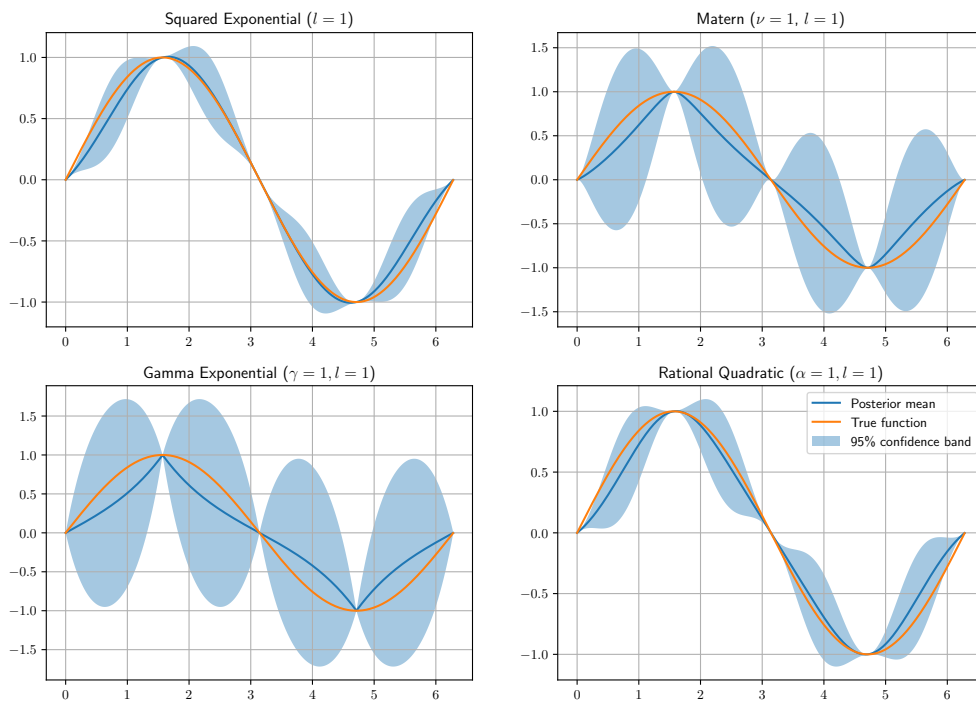 Squared Exponential (l = 1)
1.0
0.5
0.0
−0.5
−1.0
0 1 2 3 4 5 6
Matern (ν = 1, l = 1)
1.5
1.0
0.5
0.0
−0.5
−1.0
−1.5
0 1 2 3 4 5 6
Gamma Exponential (γ = 1, l = 1)
1.5
1.0
0.5
0.0
−0.5
−1.0
−1.5
0 1 2 3 4 5 6
Rational Quadratic (α = 1, l = 1)
Posterior mean
True function
95% confidence band
1.0
0.5
0.0
−0.5
−1.0
0 1 2 3 4 5 6